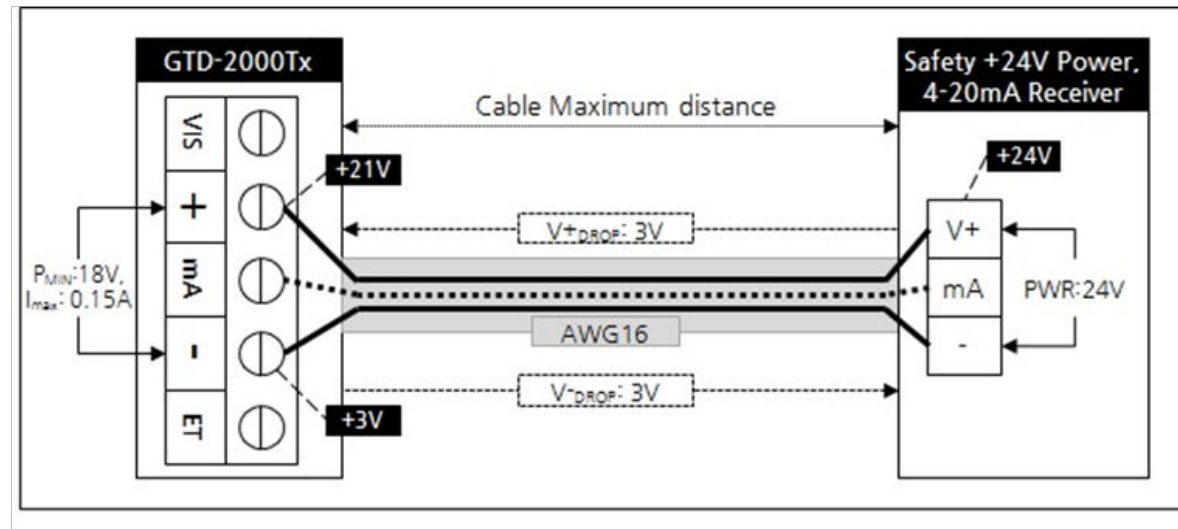 GTD-2000Tx
Safety +24V Power,
4-20mA Receiver
Cable Maximum distance
VIS
+
mA
-
ET
+21V
+24V
V+DROP: 3V
V+
mA
-
PMIN:18V,
Imax: 0.15A
PWR:24V
AWG16
V-DROP: 3V
+3V